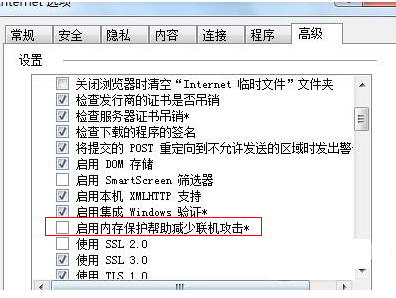 Internet 选项
常规 安全 隐私 内容 连接 程序 高级
设置
关闭浏览器时清空“Internet 临时文件”文件夹
检查发行商的证书是否吊销
检查服务器证书吊销*
检查下载的程序的签名
将提交的 POST 重定向到不允许发送的区域时发出警
启用 DOM 存储
启用 SmartScreen 筛选器
启用本机 XMLHTTP 支持
启用集成 Windows 验证*
启用内存保护帮助减少联机攻击*
使用 SSL 2.0
使用 SSL 3.0
使用 TLS 1.0